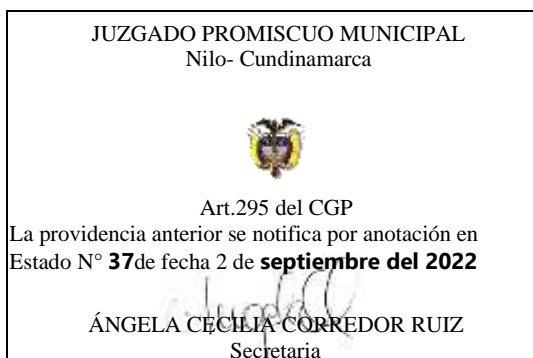 JUZGADO PROMISCUO MUNICIPAL
Nilo- Cundinamarca
Art.295 del CGP
La providencia anterior se notifica por anotación en
Estado N° 37de fecha 2 de septiembre del 2022
ÁNGELA CECILIA CORREDOR RUIZ
Secretaria